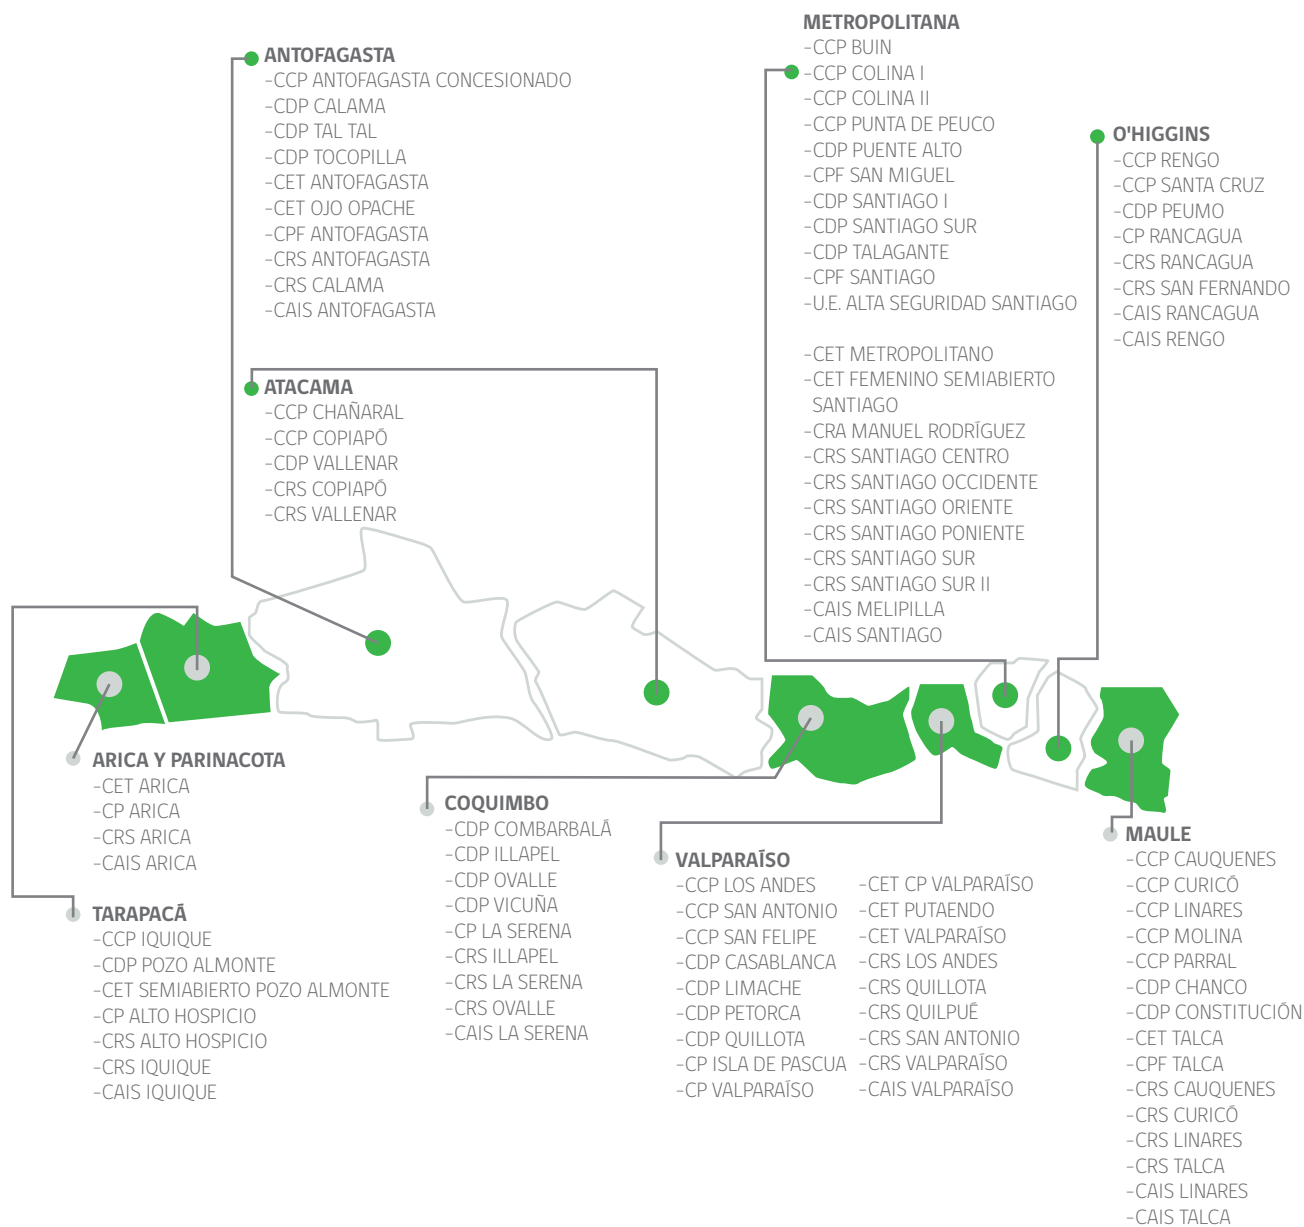 ANTOFAGASTA
-CCP ANTOFAGASTA CONCESIONADO
-CDP CALAMA
-CDP TAL TAL
-CDP TOCOPILLA
-CET ANTOFAGASTA
-CET OJO OPACHE
-CPF ANTOFAGASTA
-CRS ANTOFAGASTA
-CRS CALAMA
-CAIS ANTOFAGASTA
ATACAMA
-CCP CHAÑARAL
-CCP COPIAPÓ
-CDP VALLENAR
-CRS COPIAPÓ
-CRS VALLENAR
METROPOLITANA
-CCP BUIN
-CCP COLINA I
-CCP COLINA II
-CCP PUNTA DE PEUCO
-CDP PUENTE ALTO
-CPF SAN MIGUEL
-CDP SANTIAGO I
-CDP SANTIAGO SUR
-CDP TALAGANTE
-CPF SANTIAGO
-U.E. ALTA SEGURIDAD SANTIAGO
-CET METROPOLITANO
-CET FEMENINO SEMIABIERTO
SANTIAGO
-CRA MANUEL RODRÍGUEZ
-CRS SANTIAGO CENTRO
-CRS SANTIAGO OCCIDENTE
-CRS SANTIAGO ORIENTE
-CRS SANTIAGO PONIENTE
-CRS SANTIAGO SUR
-CRS SANTIAGO SUR II
-CAIS MELIPILLA
-CAIS SANTIAGO
O'HIGGINS
-CCP RENGO
-CCP SANTA CRUZ
-CDP PEUMO
-CP RANCAGUA
-CRS RANCAGUA
-CRS SAN FERNANDO
-CAIS RANCAGUA
-CAIS RENGO
ARICA Y PARINACOTA
-CET ARICA
-CP ARICA
-CRS ARICA
-CAIS ARICA
TARAPACÁ
-CCP IQUIQUE
-CDP POZO ALMONTE
-CET SEMIABIERTO POZO ALMONTE
-CP ALTO HOSPICIO
-CRS ALTO HOSPICIO
-CRS IQUIQUE
-CAIS IQUIQUE
COQUIMBO
-CDP COMBARBALÁ
-CDP ILLAPEL
-CDP OVALLE
-CDP VICUÑA
-CP LA SERENA
-CRS ILLAPEL
-CRS LA SERENA
-CRS OVALLE
-CAIS LA SERENA
VALPARAÍSO
-CCP LOS ANDES
-CCP SAN ANTONIO
-CCP SAN FELIPE
-CDP CASABLANCA
-CDP LIMACHE
-CDP PETORCA
-CDP QUILLOTA
-CP ISLA DE PASCUA
-CP VALPARAÍSO
-CET CP VALPARAÍSO
-CET PUTAENDO
-CET VALPARAÍSO
-CRS LOS ANDES
-CRS QUILLOTA
-CRS QUILPUÉ
-CRS SAN ANTONIO
-CRS VALPARAÍSO
-CAIS VALPARAÍSO
MAULE
-CCP CAUQUENES
-CCP CURICÓ
-CCP LINARES
-CCP MOLINA
-CCP PARRAL
-CDP CHANCO
-CDP CONSTITUCIÓN
-CET TALCA
-CPF TALCA
-CRS CAUQUENES
-CRS CURICÓ
-CRS LINARES
-CRS TALCA
-CAIS LINARES
-CAIS TALCA